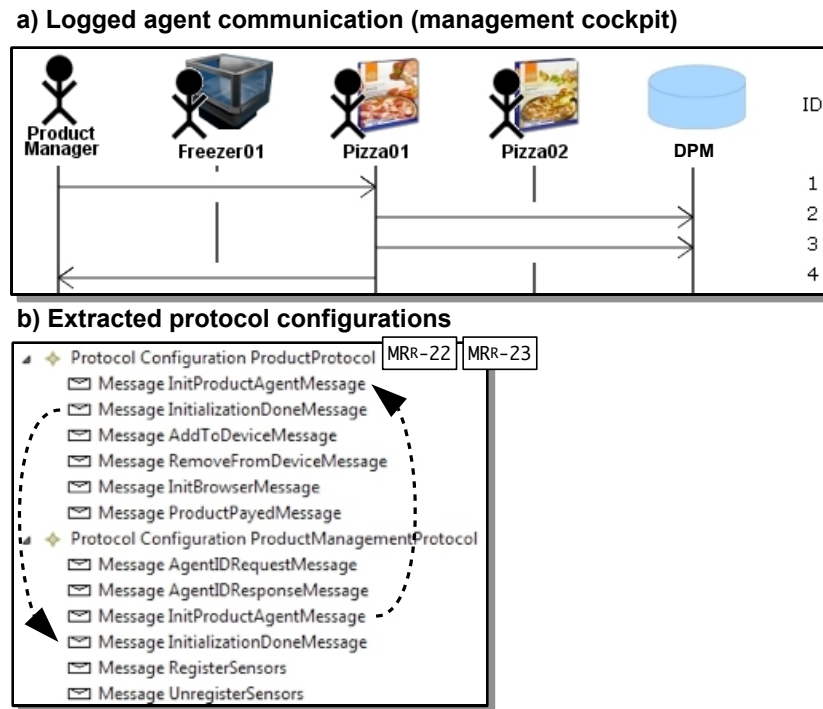 a) Logged agent communication (management cockpit)
Product
Manager
Freezer01
Pizza01
Pizza02
DPM
ID
1
2
3
4
b) Extracted protocol configurations
Protocol Configuration ProductProtocol
MRR-22
MRR-23
Message InitProductAgentMessage
Message InitializationDoneMessage
Message AddToDeviceMessage
Message RemoveFromDeviceMessage
Message InitBrowserMessage
Message ProductPayedMessage
Protocol Configuration ProductManagementProtocol
Message AgentIDRequestMessage
Message AgentIDResponseMessage
Message InitProductAgentMessage
Message InitializationDoneMessage
Message RegisterSensors
Message UnregisterSensors